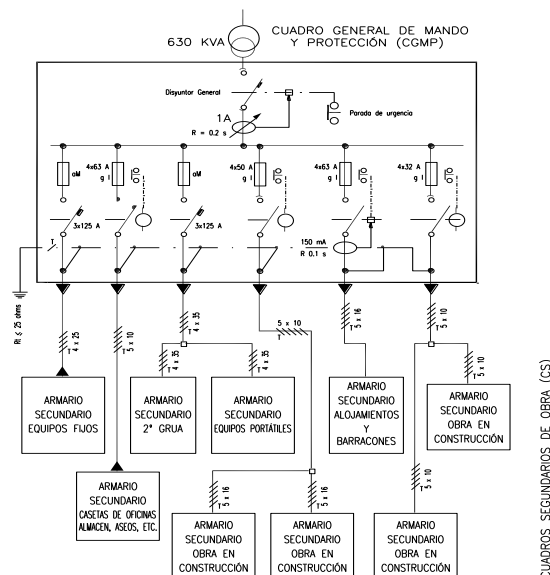 630 KVA
CUADRO GENERAL DE MANDO
Y PROTECCIÓN (CGMP)
Disyuntor General
Parada de urgencia
1A
R = 0.2 s
aM
4x63 A
g I
aM
4x50 A
g I
4x63 A
g I
4x32 A
g I
3x125 A
3x125 A
150 mA
R 0.1 s
T
Rt ≤ 25 ohms
T 4 x 25
T 5 x 10
T 4 x 35
5 x 10
T
T 5 x 16
T 5 x 10
T 4 x 35
T 4 x 35
T 5 x 10
ARMARIO
SECUNDARIO
EQUIPOS FIJOS
ARMARIO
SECUNDARIO
2ª GRUA
ARMARIO
SECUNDARIO
EQUIPOS PORTÁTILES
ARMARIO
SECUNDARIO
ALOJAMIENTOS
Y
BARRACONES
ARMARIO
SECUNDARIO
OBRA EN
CONSTRUCCIÓN
ARMARIO
SECUNDARIO
CASETAS DE OFICINAS
ALMACEN, ASEOS, ETC.
T 5 x 16
T 5 x 16
T 5 x 10
ARMARIO
SECUNDARIO
OBRA EN
CONSTRUCCIÓN
ARMARIO
SECUNDARIO
OBRA EN
CONSTRUCCIÓN
ARMARIO
SECUNDARIO
OBRA EN
CONSTRUCCIÓN
CUADROS SEGUNDARIOS DE OBRA (CS)